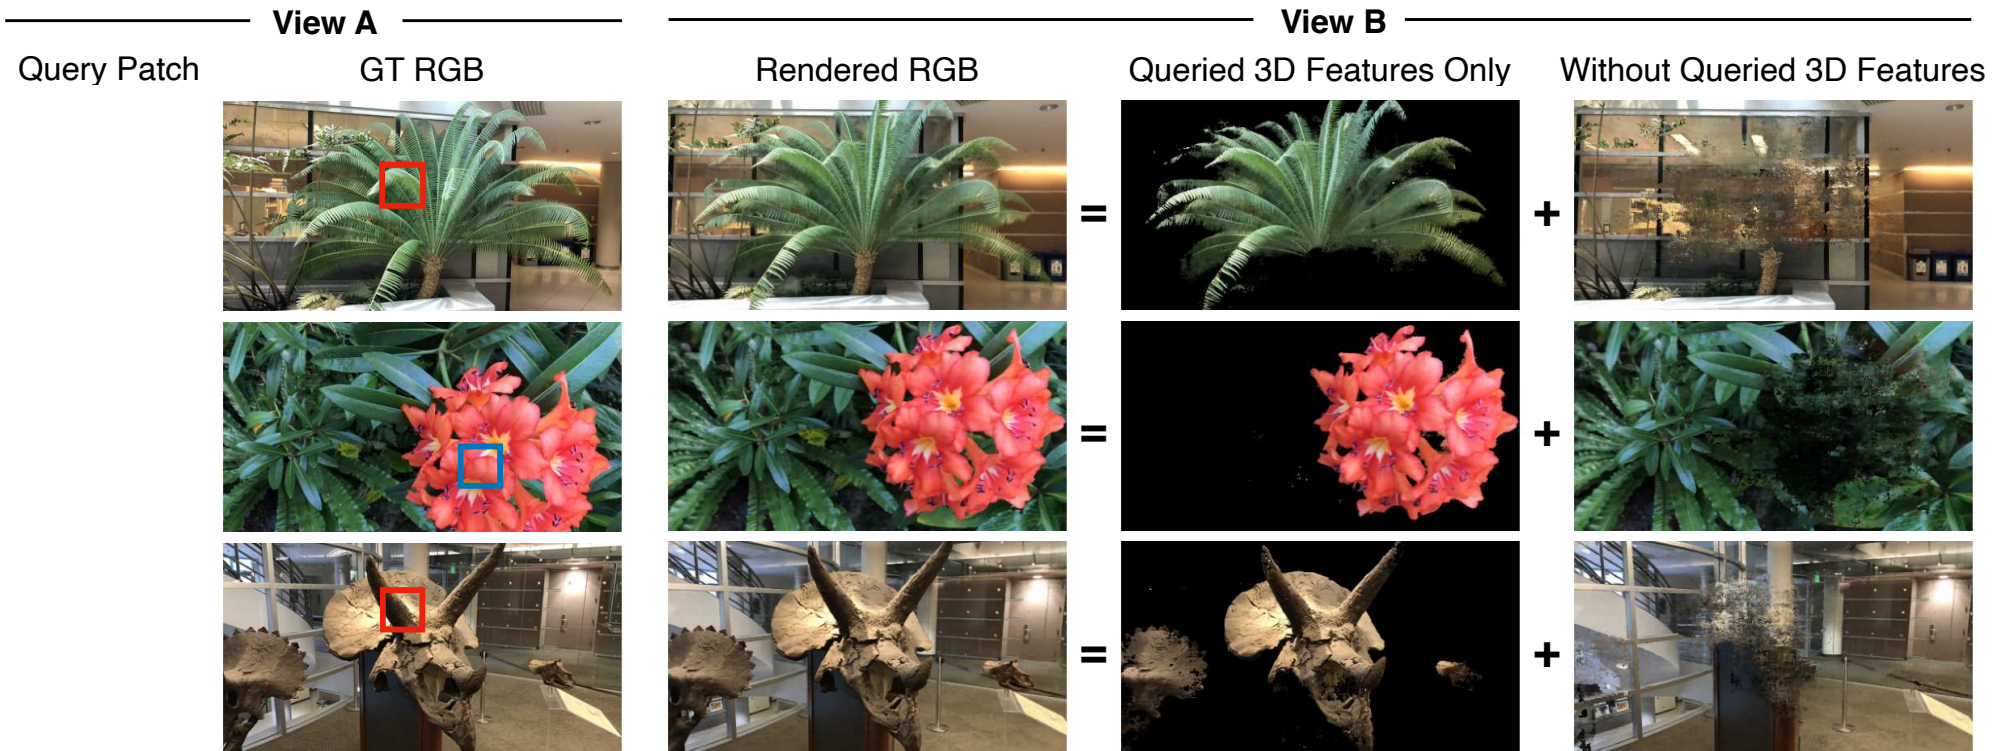 View A
View B
Query Patch
GT RGB
Rendered RGB
Queried 3D Features Only
Without Queried 3D Features
= +
= +
= +